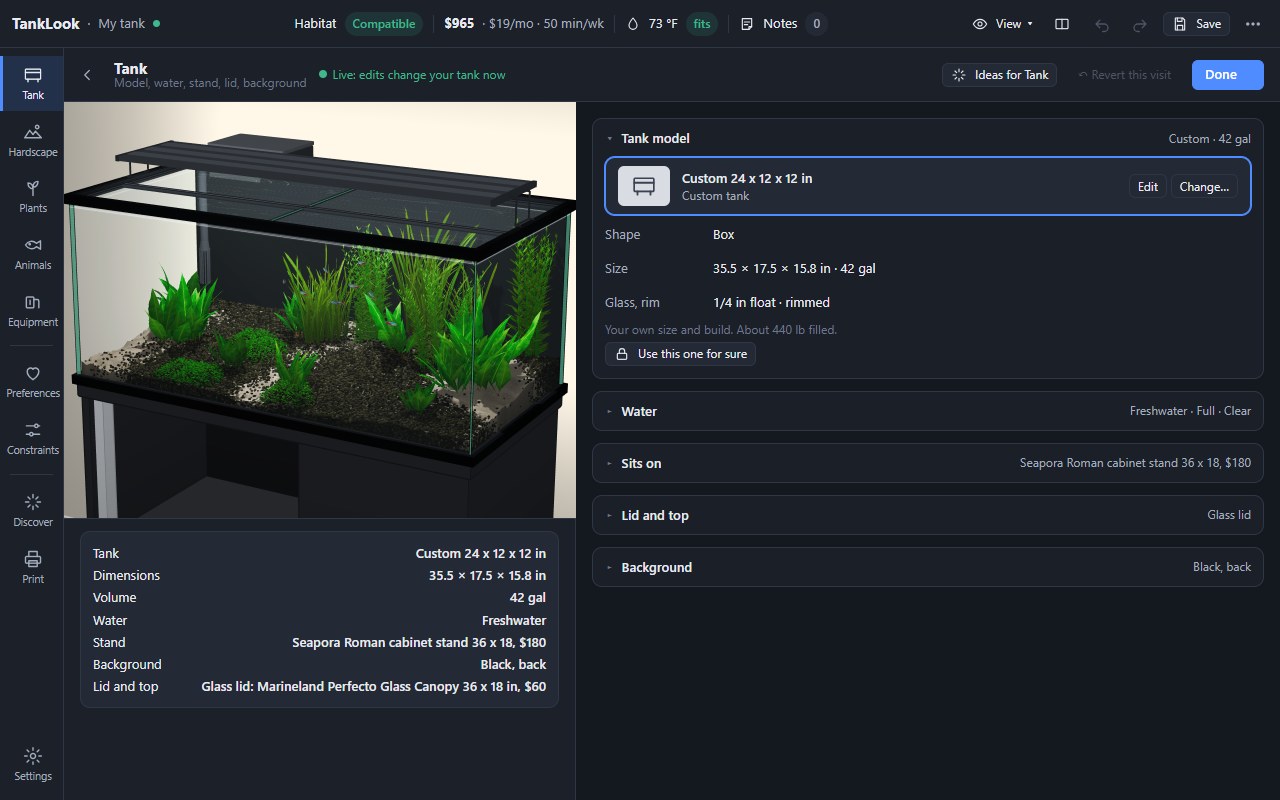 TankLook · My tank
Habitat Compatible $965 · $19/mo · 50 min/wk 73 °F fits Notes 0
View Save
Tank
Model, water, stand, lid, background
Live: edits change your tank now
Ideas for Tank Revert this visit Done
Tank
Hardscape
Plants
Animals
Equipment
Preferences
Constraints
Discover
Print
Settings
Tank Custom 24 x 12 x 12 in
Dimensions 35.5 × 17.5 × 15.8 in
Volume 42 gal
Water Freshwater
Stand Seapora Roman cabinet stand 36 x 18, $180
Background Black, back
Lid and top Glass lid: Marineland Perfecto Glass Canopy 36 x 18 in, $60
Tank model Custom · 42 gal
Custom 24 x 12 x 12 in
Custom tank
Edit Change...
Shape Box
Size 35.5 × 17.5 × 15.8 in · 42 gal
Glass, rim 1/4 in float · rimmed
Your own size and build. About 440 lb filled.
Use this one for sure
Water Freshwater · Full · Clear
Sits on Seapora Roman cabinet stand 36 x 18, $180
Lid and top Glass lid
Background Black, back